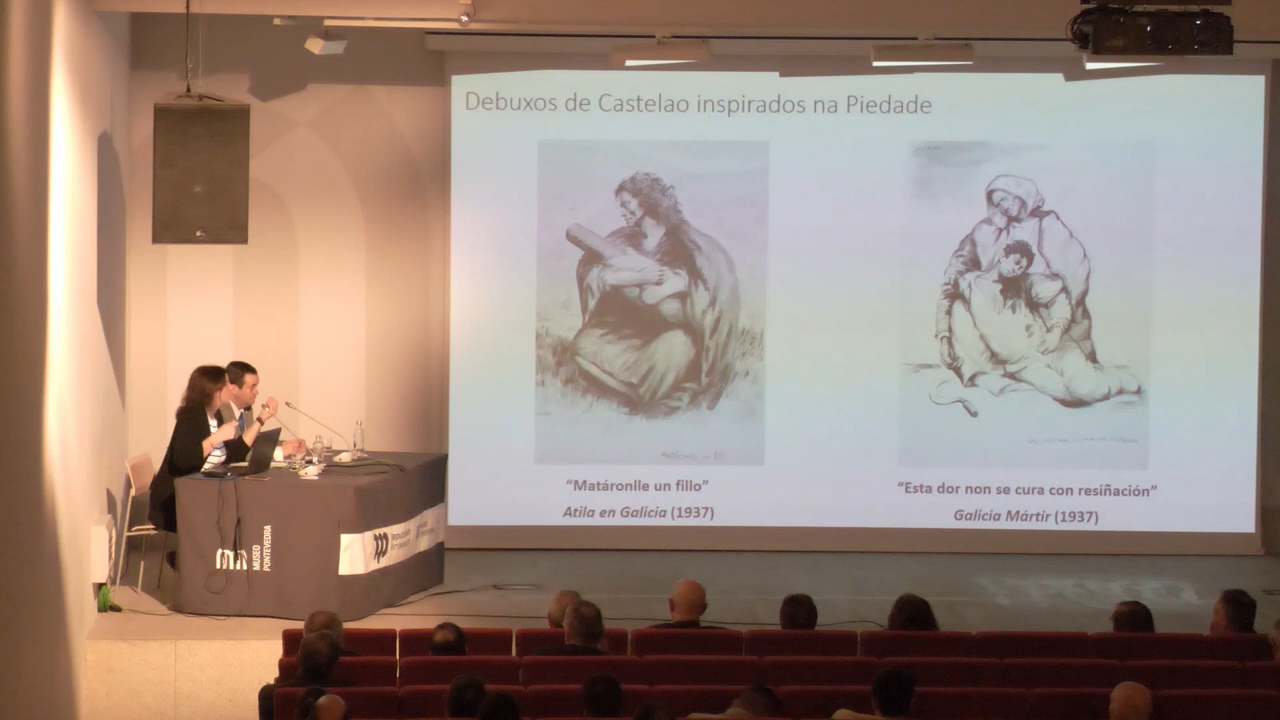 Debuxos de Castelao inspirados na Piedade
“Matáronlle un fillo”
Atila en Galicia (1937)
“Esta dor non se cura con resiñación”
Galicia Mártir (1937)
MUSEO
PONTEVEDRA